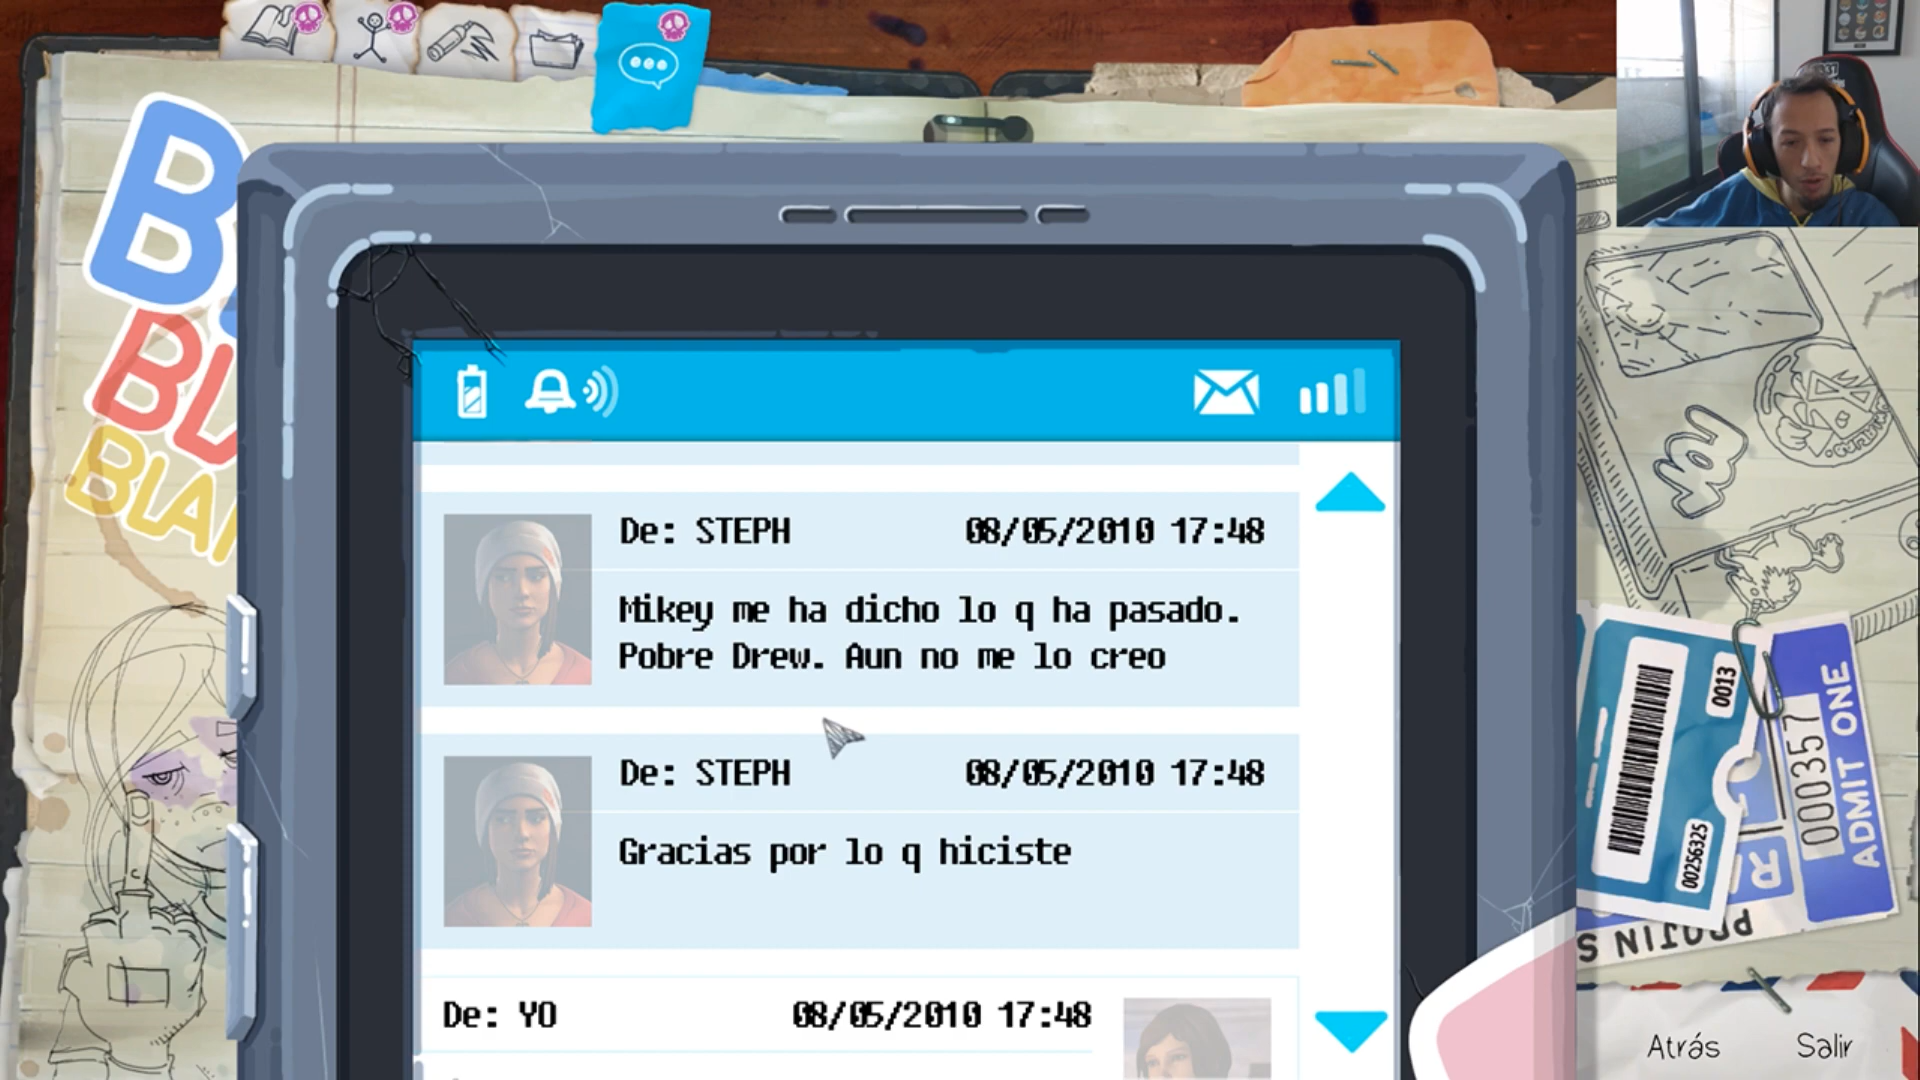 BLA
BLA
De: STEPH 08/05/2010 17:48
Mikey me ha dicho lo q ha pasado.
Pobre Drew. Aun no me lo creo
De: STEPH 08/05/2010 17:48
Gracias por lo q hiciste
De: YO 08/05/2010 17:48
0013
00256325
000357
ADMIT ONE
Atrás
Salir